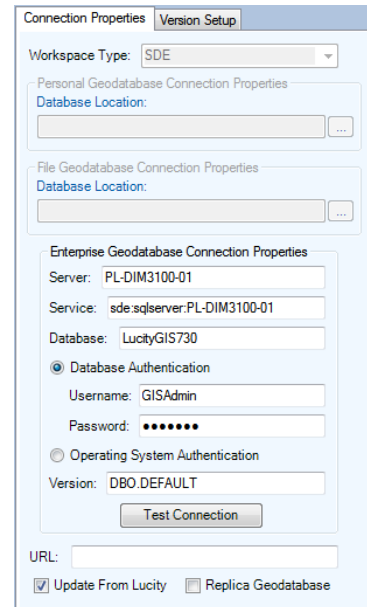 Connection Properties Version Setup
Workspace Type: SDE
Personal Geodatabase Connection Properties
Database Location:
...
File Geodatabase Connection Properties
Database Location:
...
Enterprise Geodatabase Connection Properties
Server: PL-DIM3100-01
Service: sde:sqlserver:PL-DIM3100-01
Database: LucityGIS730
Database Authentication
Username: GISAdmin
Password: ●●●●●●●
Operating System Authentication
Version: DBO.DEFAULT
Test Connection
URL:
Update From Lucity Replica Geodatabase